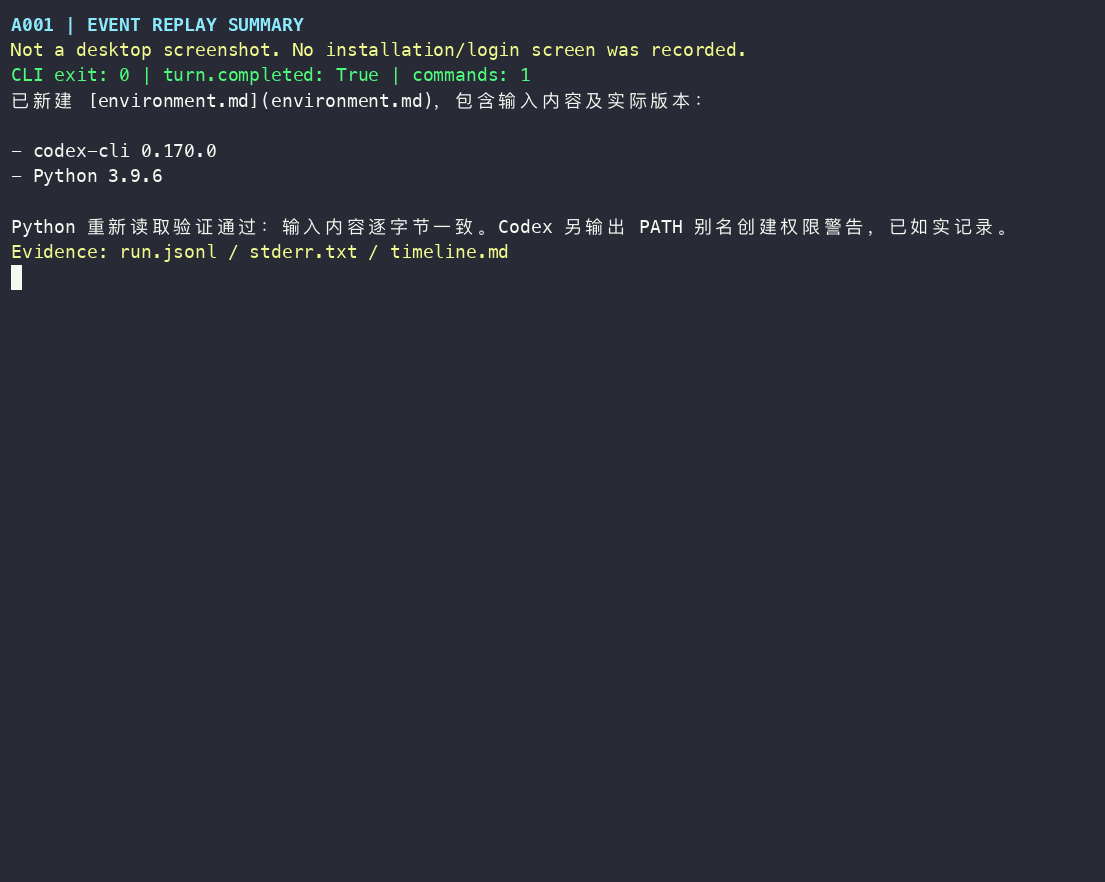 A001 | EVENT REPLAY SUMMARY
Not a desktop screenshot. No installation/login screen was recorded.
CLI exit: 0 | turn.completed: True | commands: 1
已新建 [environment.md](environment.md)，包含输入内容及实际版本：
- codex-cli 0.170.0
- Python 3.9.6
Python 重新读取验证通过：输入内容逐字节一致。Codex 另输出 PATH 别名创建权限警告，已如实记录。
Evidence: run.jsonl / stderr.txt / timeline.md